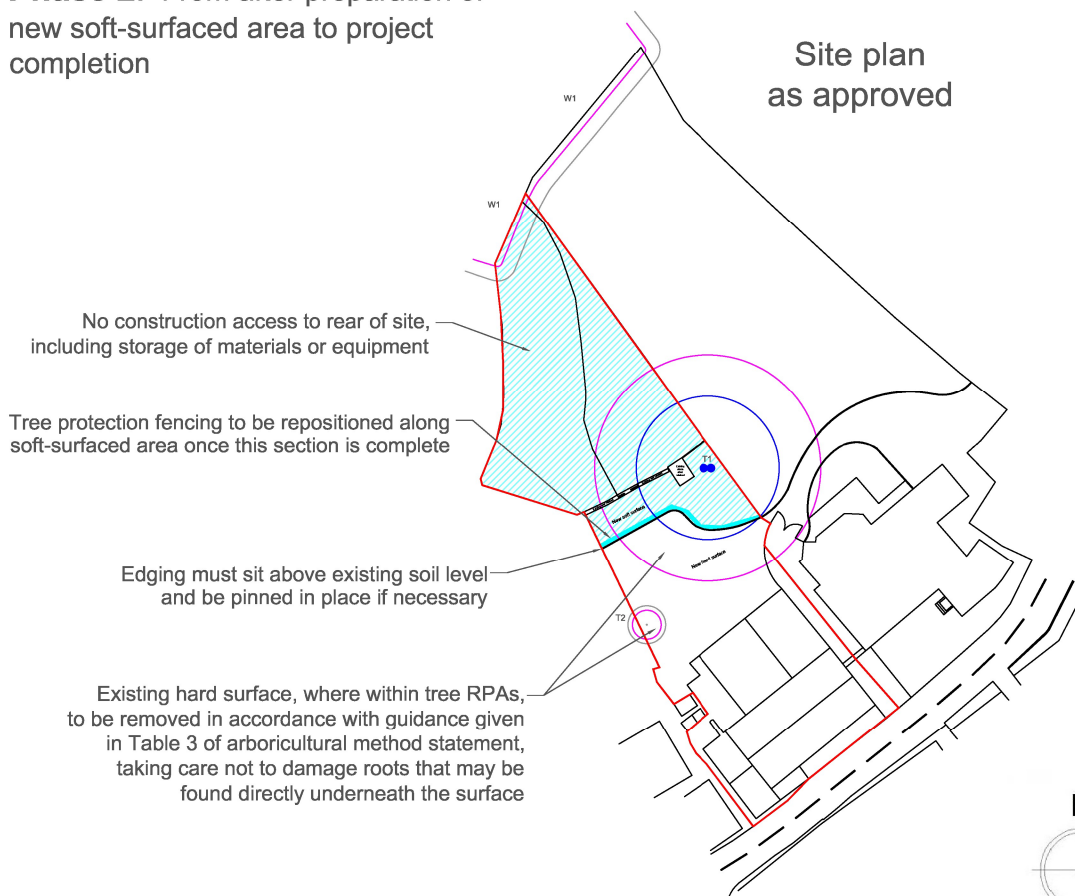 new soft-surfaced area to project
completion
Site plan
as approved
W1
W1
No construction access to rear of site,
including storage of materials or equipment
Tree protection fencing to be repositioned along
soft-surfaced area once this section is complete
T1
New soft surface
New hard surface
Edging must sit above existing soil level
and be pinned in place if necessary
T2
Existing hard surface, where within tree RPAs,
to be removed in accordance with guidance given
in Table 3 of arboricultural method statement,
taking care not to damage roots that may be
found directly underneath the surface